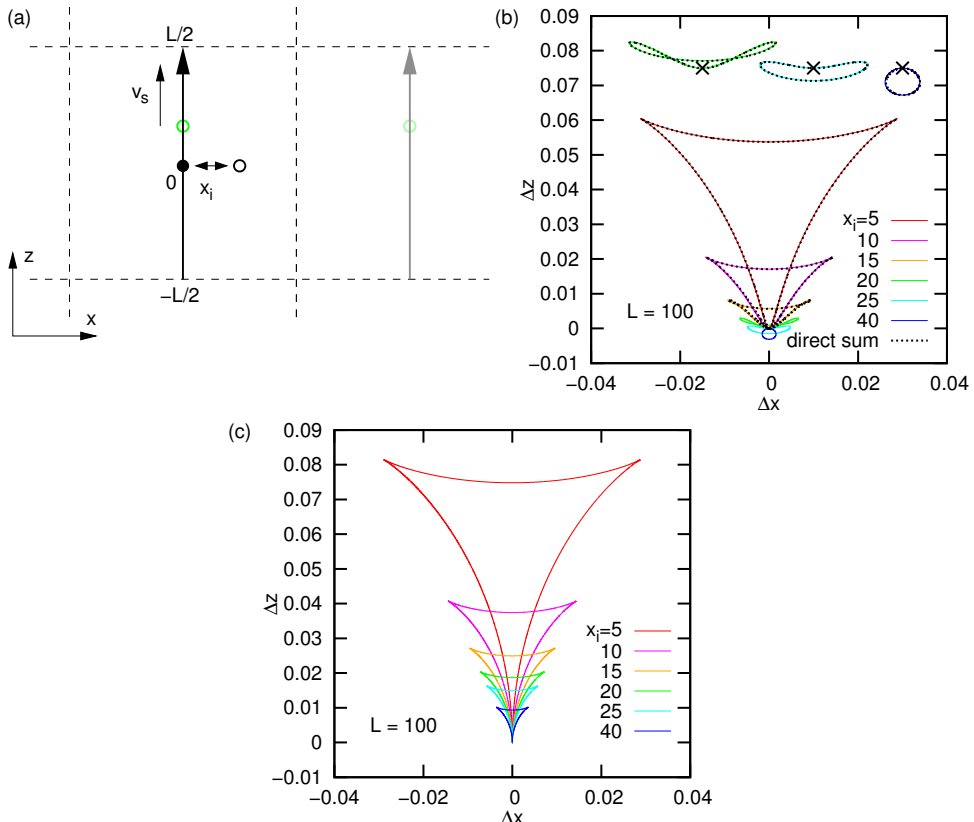 (a)
L/2
v_s
0
x_i
−L/2
z
x
(b)
0.09
0.08
0.07
0.06
0.05
0.04
0.03
0.02
0.01
0
−0.01
Δz
x_i=5
10
15
20
25
40
direct sum
L = 100
−0.04 −0.02 0 0.02 0.04
Δx
(c)
0.09
0.08
0.07
0.06
0.05
0.04
0.03
0.02
0.01
0
−0.01
Δz
x_i=5
10
15
20
25
40
L = 100
−0.04 −0.02 0 0.02 0.04
Δx